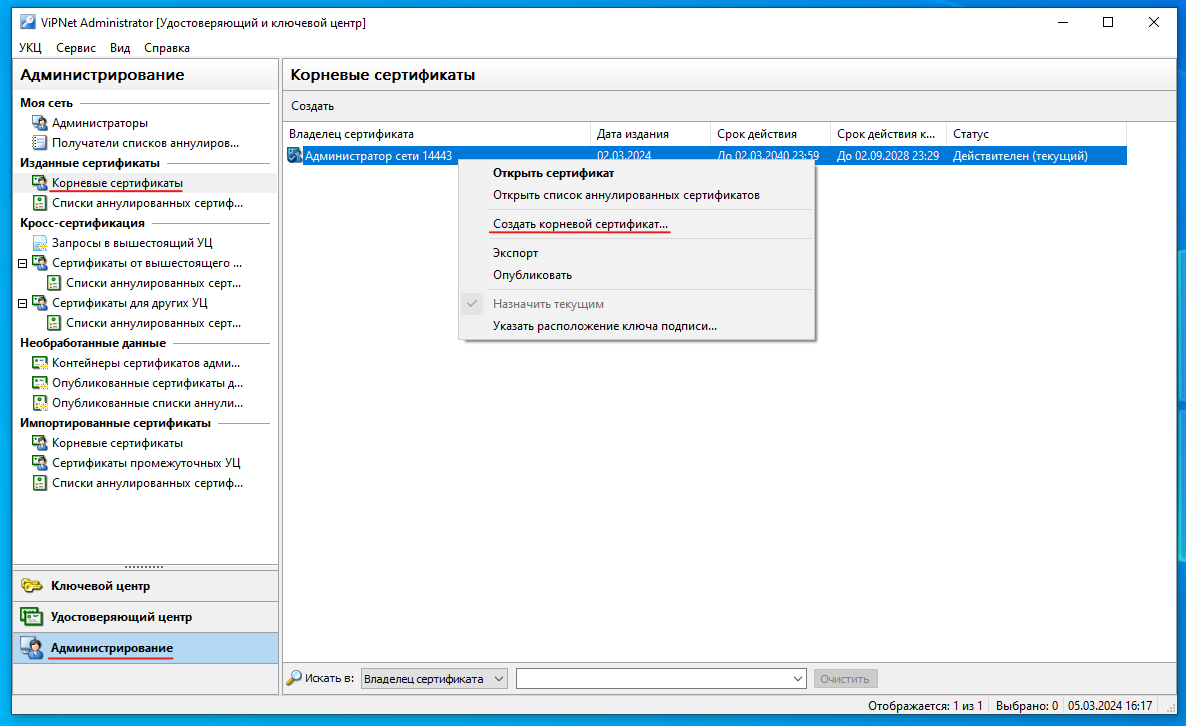 ViPNet Administrator [Удостоверяющий и ключевой центр]
УКЦ Сервис Вид Справка
Администрирование
Моя сеть
Администраторы
Получатели списков аннулиров...
Изданные сертификаты
Корневые сертификаты
Списки аннулированных сертиф...
Кросс-сертификация
Запросы в вышестоящий УЦ
Сертификаты от вышестоящего ...
Списки аннулированных серт...
Сертификаты для других УЦ
Списки аннулированных серт...
Необработанные данные
Контейнеры сертификатов адми...
Опубликованные сертификаты д...
Опубликованные списки аннули...
Импортированные сертификаты
Корневые сертификаты
Сертификаты промежуточных УЦ
Списки аннулированных сертиф...
Ключевой центр
Удостоверяющий центр
Администрирование
Корневые сертификаты
Создать
Владелец сертификата Дата издания Срок действия Срок действия к... Статус
Администратор сети 14443 02.03.2024 До 02.03.2040 23:59 До 02.09.2028 23:29 Действителен (текущий)
Открыть сертификат
Открыть список аннулированных сертификатов
Создать корневой сертификат...
Экспорт
Опубликовать
Назначить текущим
Указать расположение ключа подписи...
Искать в: Владелец сертификата Очистить
Отображается: 1 из 1 Выбрано: 0 05.03.2024 16:17